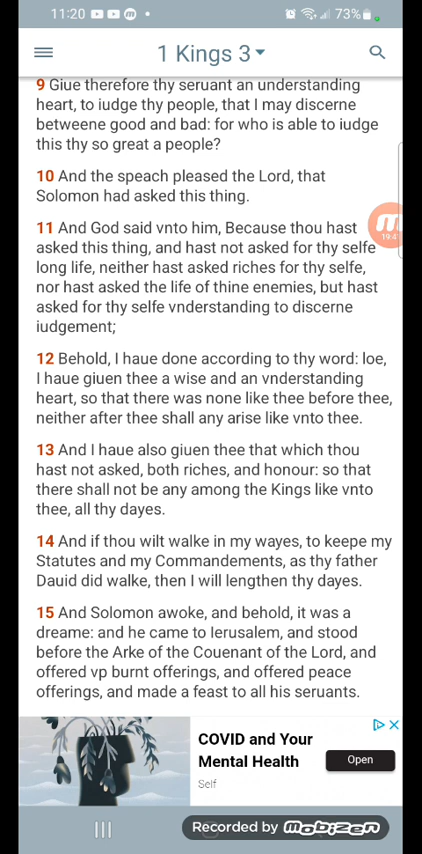 11:20
73%
1 Kings 3
9 Giue therefore thy seruant an understanding
heart, to iudge thy people, that I may discerne
betweene good and bad: for who is able to iudge
this thy so great a people?
10 And the speach pleased the Lord, that
Solomon had asked this thing.
11 And God said vnto him, Because thou hast
asked this thing, and hast not asked for thy selfe
long life, neither hast asked riches for thy selfe,
nor hast asked the life of thine enemies, but hast
asked for thy selfe vnderstanding to discerne
iudgement;
12 Behold, I haue done according to thy word: loe,
I haue giuen thee a wise and an vnderstanding
heart, so that there was none like thee before thee,
neither after thee shall any arise like vnto thee.
13 And I haue also giuen thee that which thou
hast not asked, both riches, and honour: so that
there shall not be any among the Kings like vnto
thee, all thy dayes.
14 And if thou wilt walke in my wayes, to keepe my
Statutes and my Commandements, as thy father
Dauid did walke, then I will lengthen thy dayes.
15 And Solomon awoke, and behold, it was a
dreame: and he came to Ierusalem, and stood
before the Arke of the Couenant of the Lord, and
offered vp burnt offerings, and offered peace
offerings, and made a feast to all his seruants.
COVID and Your
Mental Health
Open
Self
Recorded by Mobizen